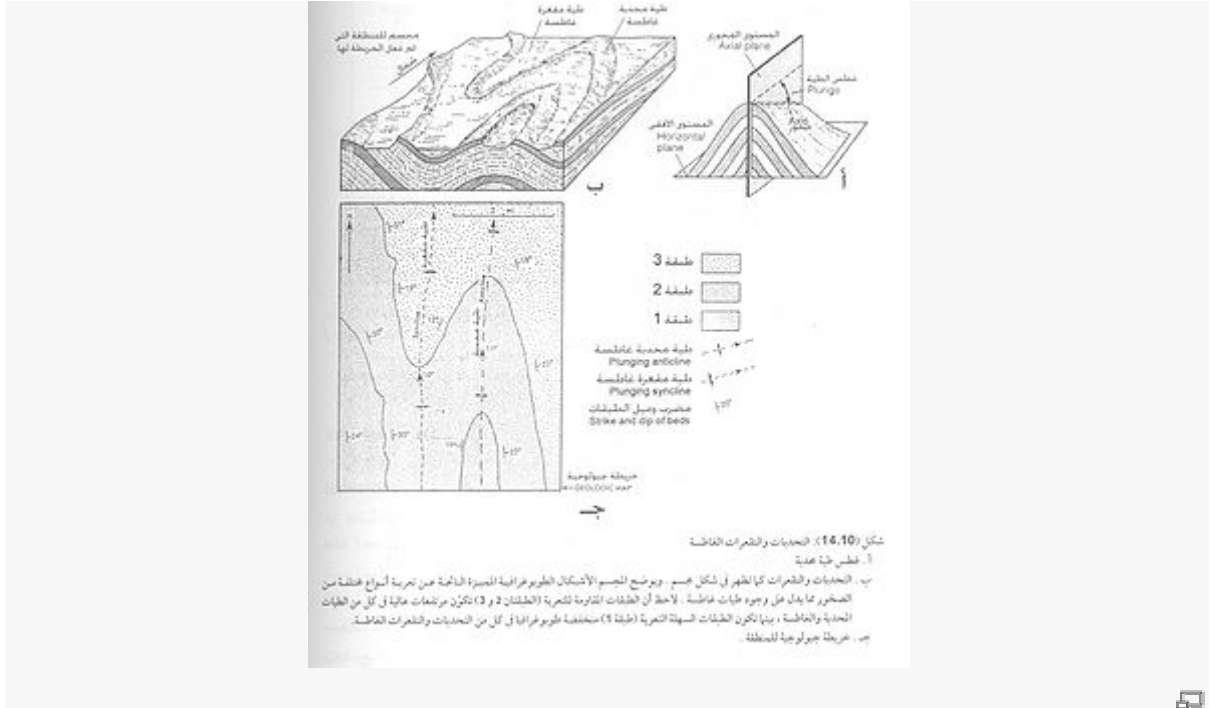 طية مقعرة غاطسة
طية محدبة غاطسة
مجسم للمنطقة التي
تم عمل الخريطة لها
شمال
ب
المستوى المحوري
Axial plane
غطس الطية
Plunge
Axis
محور
المستوى الأفقي
Horizontal
plane
أ
طبقة 3
طبقة 2
طبقة 1
طية محدبة غاطسة
Plunging anticline
طية مقعرة غاطسة
Plunging syncline
مضرب وميل الطبقات
Strike and dip of beds
خريطة جيولوجية
GEOLOGIC MAP
جـ
شكل (14.10): التحدبات والتقعرات الغاطسة
أ. غطس طية محدبة
ب. التحدبات والتقعرات كما تظهر في شكل مجسم. ويوضح المجسم الأشكال الطوبوغرافية المميزة الناتجة عن تعرية أنواع مختلفة من
الصخور مما يدل على وجود طيات غاطسة. لاحظ أن الطبقات المقاومة للتعرية (الطبقتان 2 و 3) تكوّن مرتفعات عالية في كل من الطيات
المحدبة والغاطسة، بينما تكون الطبقات السهلة التعرية (طبقة 1) منخفضة طوبوغرافيا في كل من التحدبات والتقعرات الغاطسة.
جـ. خريطة جيولوجية للمنطقة.